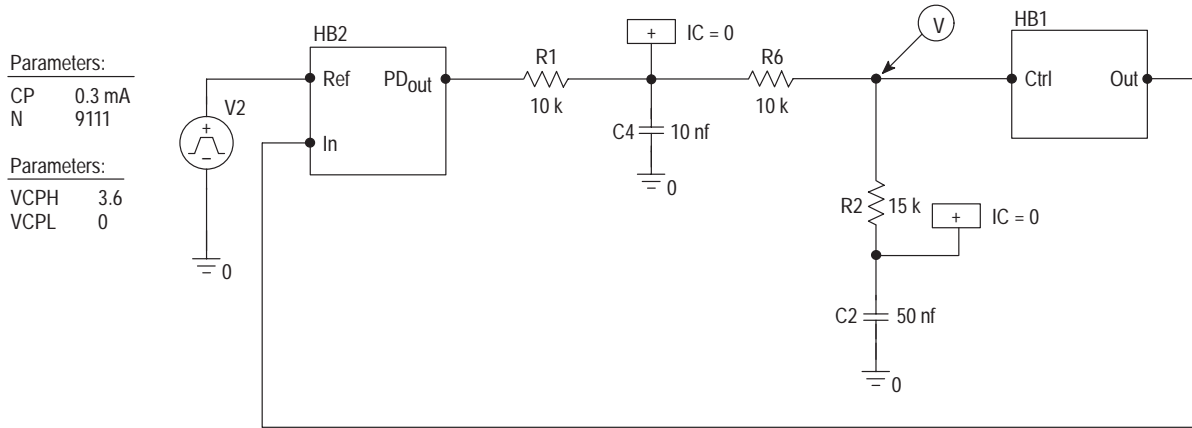 Parameters:
CP 0.3 mA
N 9111
Parameters:
VCPH 3.6
VCPL 0
V2
+
−
0
HB2
Ref
PDout
In
R1
10 k
+ IC = 0
C4 10 nf
0
R6
10 k
V
HB1
Ctrl
Out
R2 15 k
+ IC = 0
C2 50 nf
0